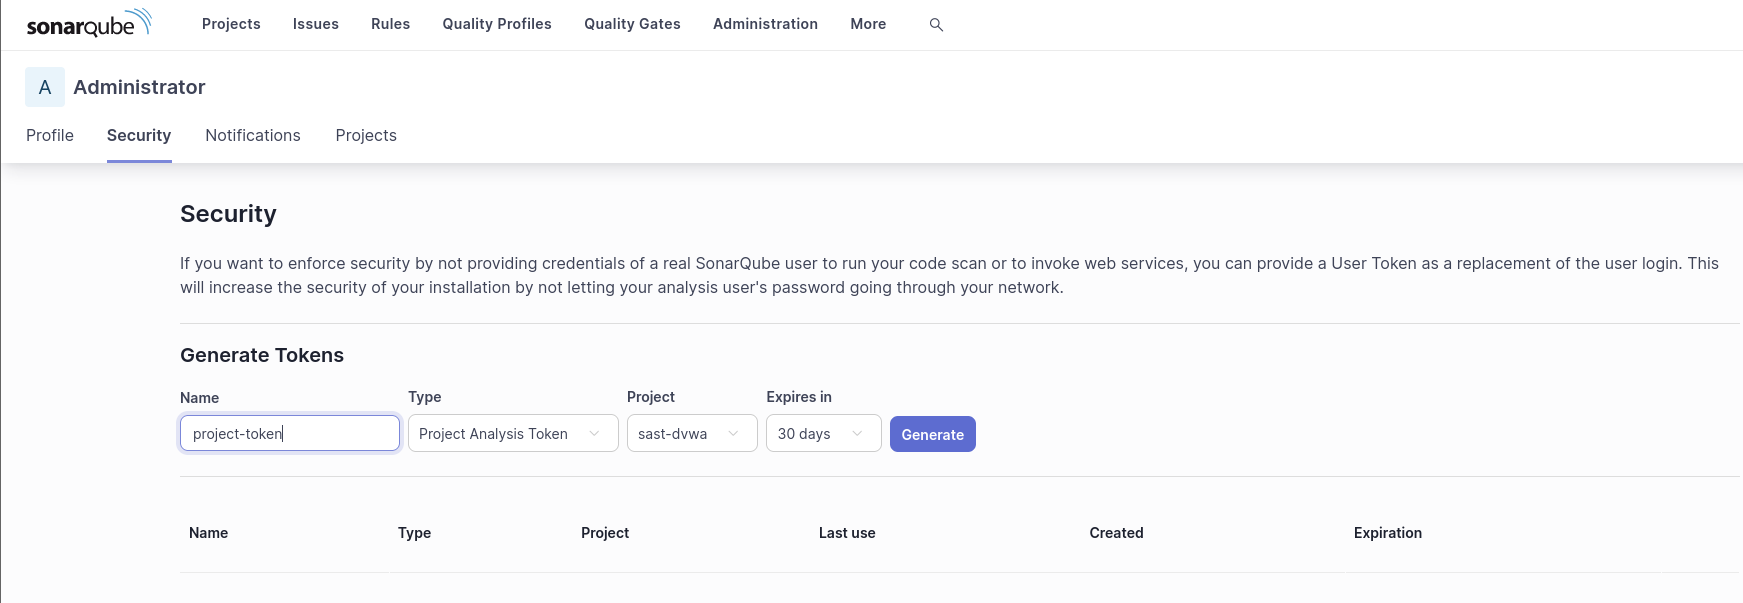 sonarqube Projects Issues Rules Quality Profiles Quality Gates Administration More
A Administrator
Profile Security Notifications Projects
Security
If you want to enforce security by not providing credentials of a real SonarQube user to run your code scan or to invoke web services, you can provide a User Token as a replacement of the user login. This
will increase the security of your installation by not letting your analysis user's password going through your network.
Generate Tokens
Name Type Project Expires in
project-token Project Analysis Token sast-dvwa 30 days Generate
Name Type Project Last use Created Expiration